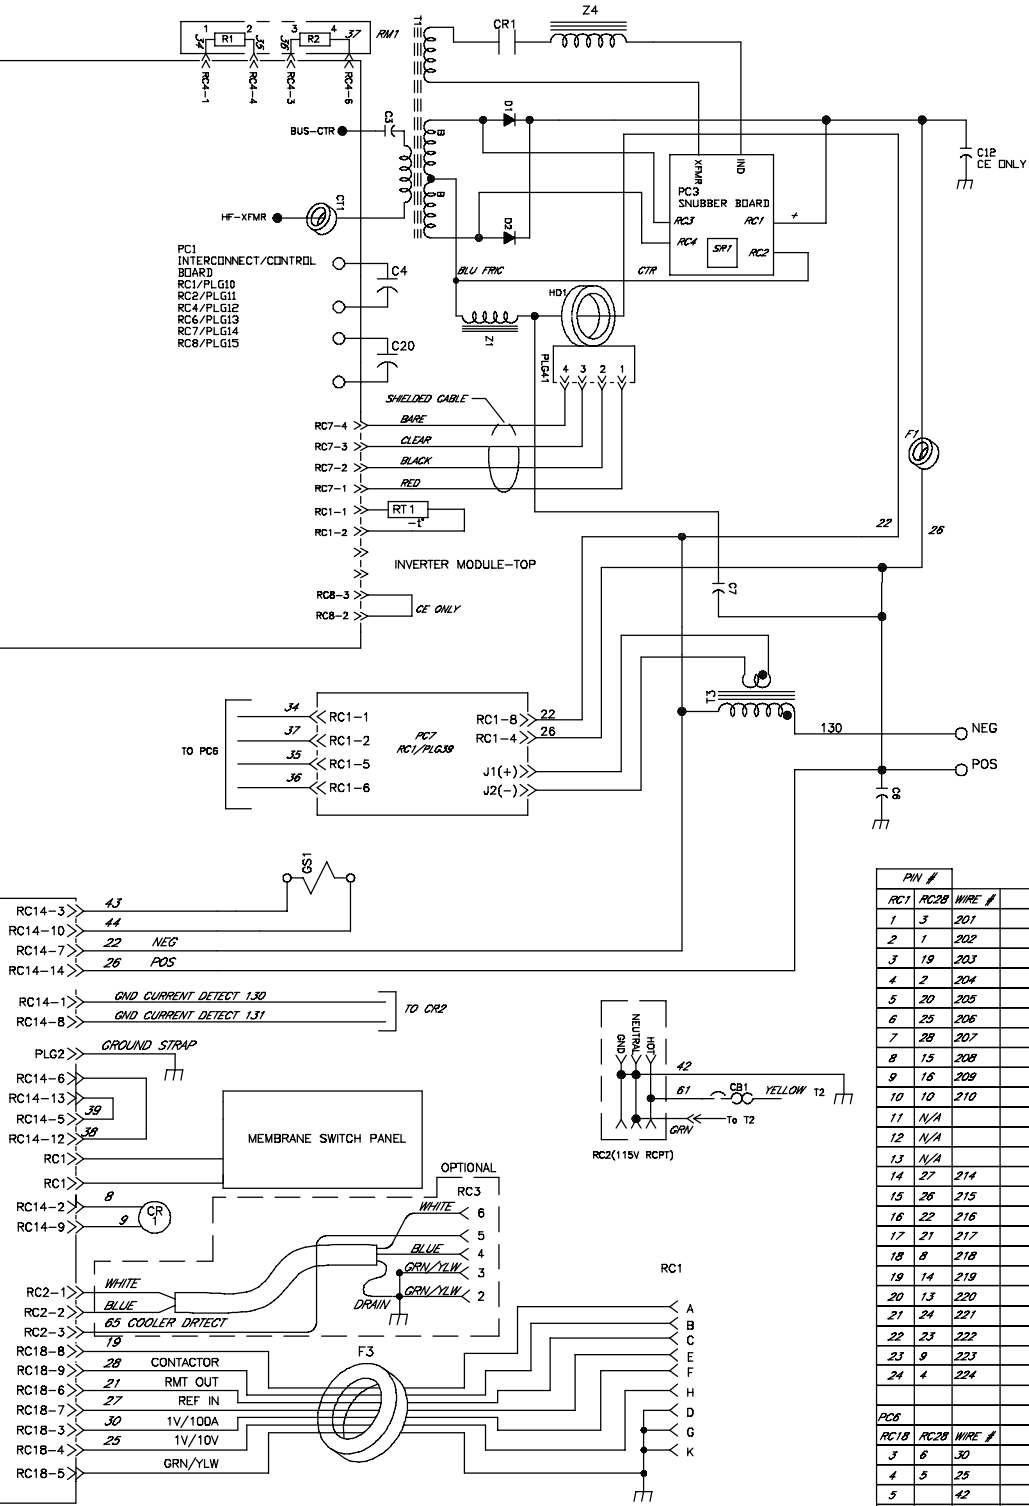 Z4
T1
CR1
1 2 3 4 37 RM1
R1 R2
34 35 36
RC4-1
RC4-4
RC4-3
RC4-6
C3
BUS-CTR
B
B
D1
C12
CE ONLY
XFMR
IND
PC3
SNUBBER BOARD
RC3
RC1
+
RC4
SR1
RC2
CT1
HF-XFMR
D2
PC1
INTERCONNECT/CONTROL
BOARD
RC1/PLG10
RC2/PLG11
RC4/PLG12
RC6/PLG13
RC7/PLG14
RC8/PLG15
C4
C20
BLU FRIC
CTR
HD1
Z1
PLG41
4 3 2 1
SHIELDED CABLE
RC7-4 BARE
RC7-3 CLEAR
RC7-2 BLACK
RC7-1 RED
RC1-1 RT1
-t°
RC1-2
F1
22
26
INVERTER MODULE-TOP
RC8-3
RC8-2
CE ONLY
C7
T3
34 RC1-1
37 RC1-2
35 RC1-5
36 RC1-6
TO PC6
PC7
RC1/PLG39
RC1-8 22
RC1-4 26
J1(+)
J2(-)
130
NEG
POS
C6
GS1
RC14-3 43
RC14-10 44
RC14-7 22 NEG
RC14-14 26 POS
RC14-1 GND CURRENT DETECT 130
RC14-8 GND CURRENT DETECT 131
TO CR2
PLG2 GROUND STRAP
RC14-6
RC14-13
RC14-5 39
RC14-12 38
RC1
RC1
MEMBRANE SWITCH PANEL
RC14-2 8
RC14-9 9
CR
1
GND
NEUTRAL
HOT
42
61 CB1 YELLOW T2
To T2
GRN
RC2(115V RCPT)
OPTIONAL
RC3
WHITE 6
5
BLUE 4
GRN/YLW 3
GRN/YLW 2
DRAIN
RC2-1 WHITE
RC2-2 BLUE
RC2-3 65 COOLER DRTECT
RC18-8 19
RC18-9 28 CONTACTOR
RC18-6 21 RMT OUT
RC18-7 27 REF IN
RC18-3 30 1V/100A
RC18-4 25 1V/10V
RC18-5 GRN/YLW
F3
RC1
A
B
C
E
F
H
D
G
K
PIN #
RC1 RC28 WIRE #
1 3 201
2 1 202
3 19 203
4 2 204
5 20 205
6 25 206
7 28 207
8 15 208
9 16 209
10 10 210
11 N/A
12 N/A
13 N/A
14 27 214
15 26 215
16 22 216
17 21 217
18 8 218
19 14 219
20 13 220
21 24 221
22 23 222
23 9 223
24 4 224
PC6
RC18 RC28 WIRE #
3 6 30
4 5 25
5 42